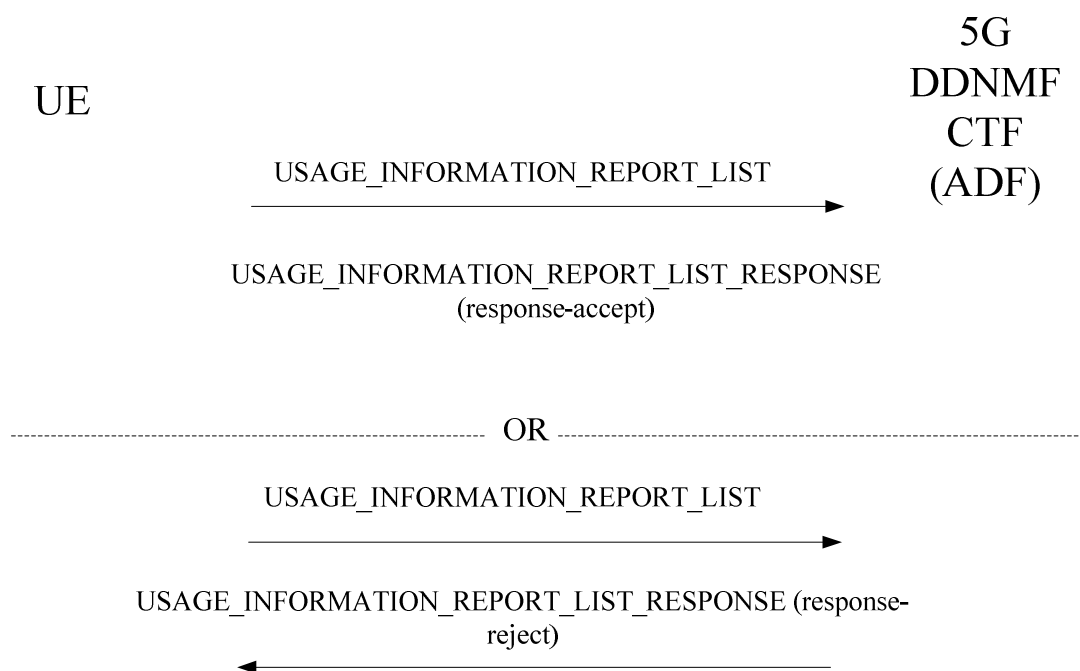 UE
5G
DDNMF
CTF
(ADF)
USAGE_INFORMATION_REPORT_LIST
USAGE_INFORMATION_REPORT_LIST_RESPONSE
(response-accept)
OR
USAGE_INFORMATION_REPORT_LIST
USAGE_INFORMATION_REPORT_LIST_RESPONSE (response-
reject)